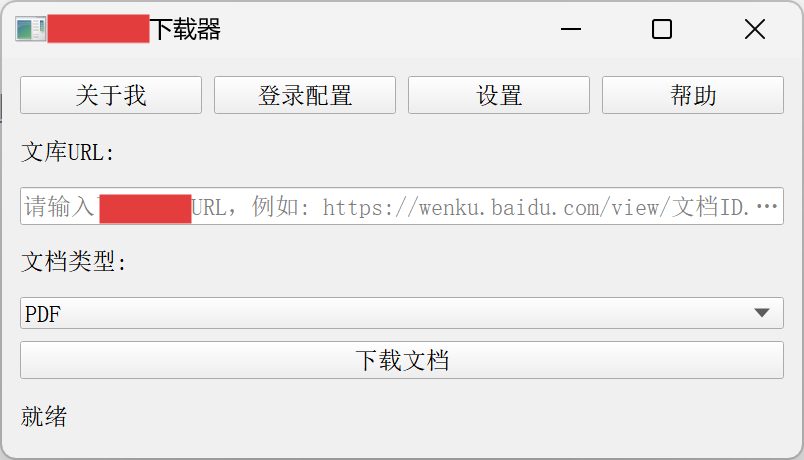 下载器
关于我 登录配置 设置 帮助
文库URL:
请输入 URL，例如: https://wenku.baidu.com/view/文档ID.…
文档类型:
PDF
下载文档
就绪